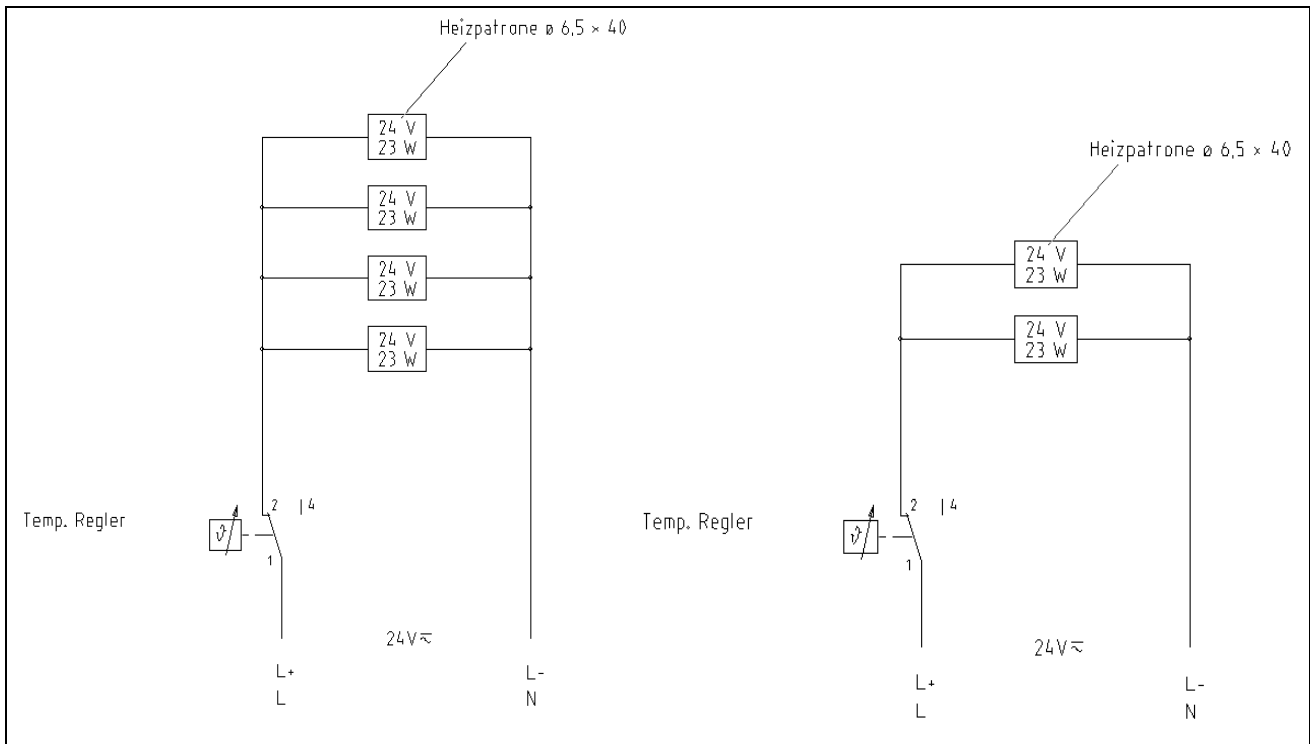 Heizpatrone ø 6,5 × 40
24 V
23 W
24 V
23 W
24 V
23 W
24 V
23 W
2 | 4
Temp. Regler
ϑ
1
24V⎓~
L+
L
L-
N
Heizpatrone ø 6,5 × 40
24 V
23 W
24 V
23 W
2 | 4
Temp. Regler
ϑ
1
24V⎓~
L+
L
L-
N